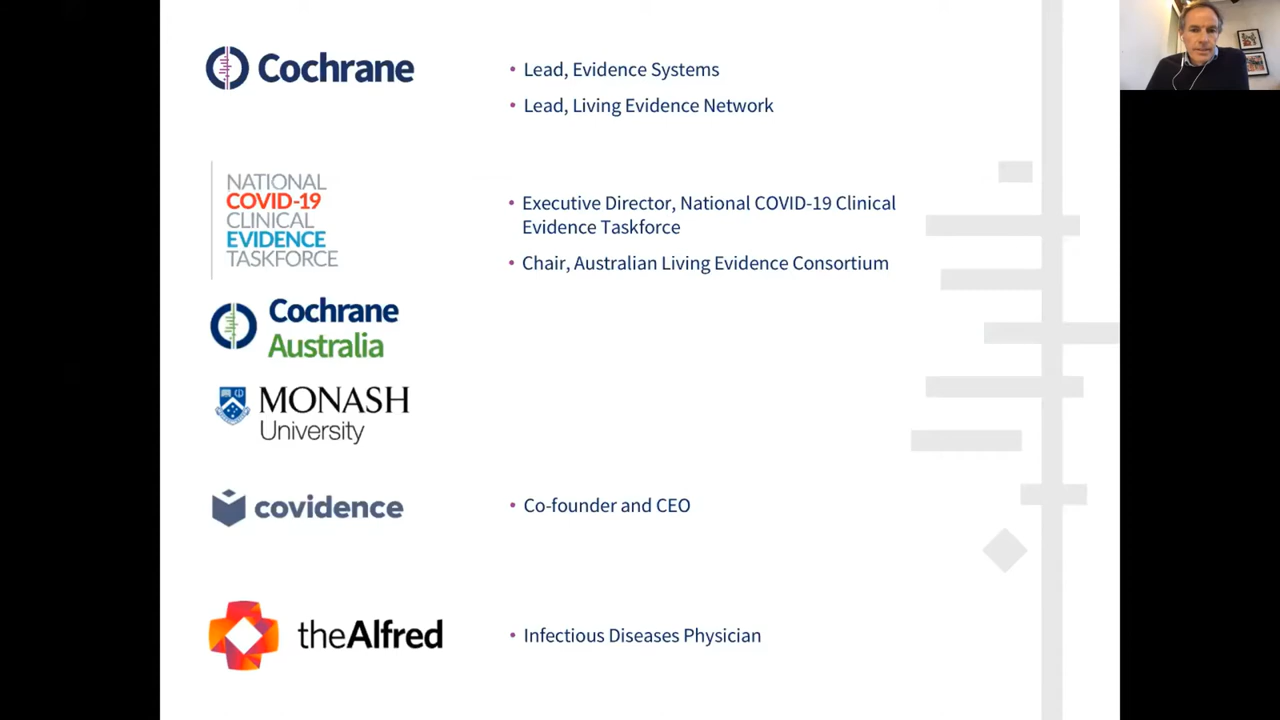 Cochrane
• Lead, Evidence Systems
• Lead, Living Evidence Network
NATIONAL
COVID-19
CLINICAL
EVIDENCE
TASKFORCE
• Executive Director, National COVID-19 Clinical
Evidence Taskforce
• Chair, Australian Living Evidence Consortium
Cochrane
Australia
MONASH
University
covidence
• Co-founder and CEO
theAlfred
• Infectious Diseases Physician